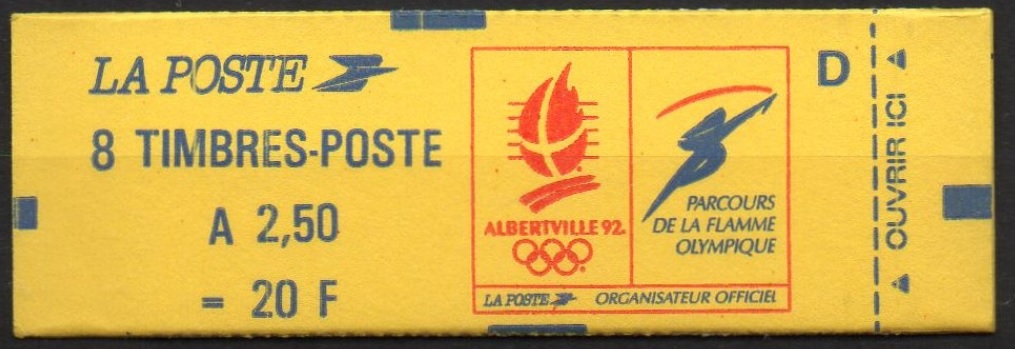 LA POSTE
8 TIMBRES-POSTE
A 2,50
= 20 F
ALBERTVILLE 92.
PARCOURS
DE LA FLAMME
OLYMPIQUE
LA POSTE ORGANISATEUR OFFICIEL
D
OUVRIR ICI